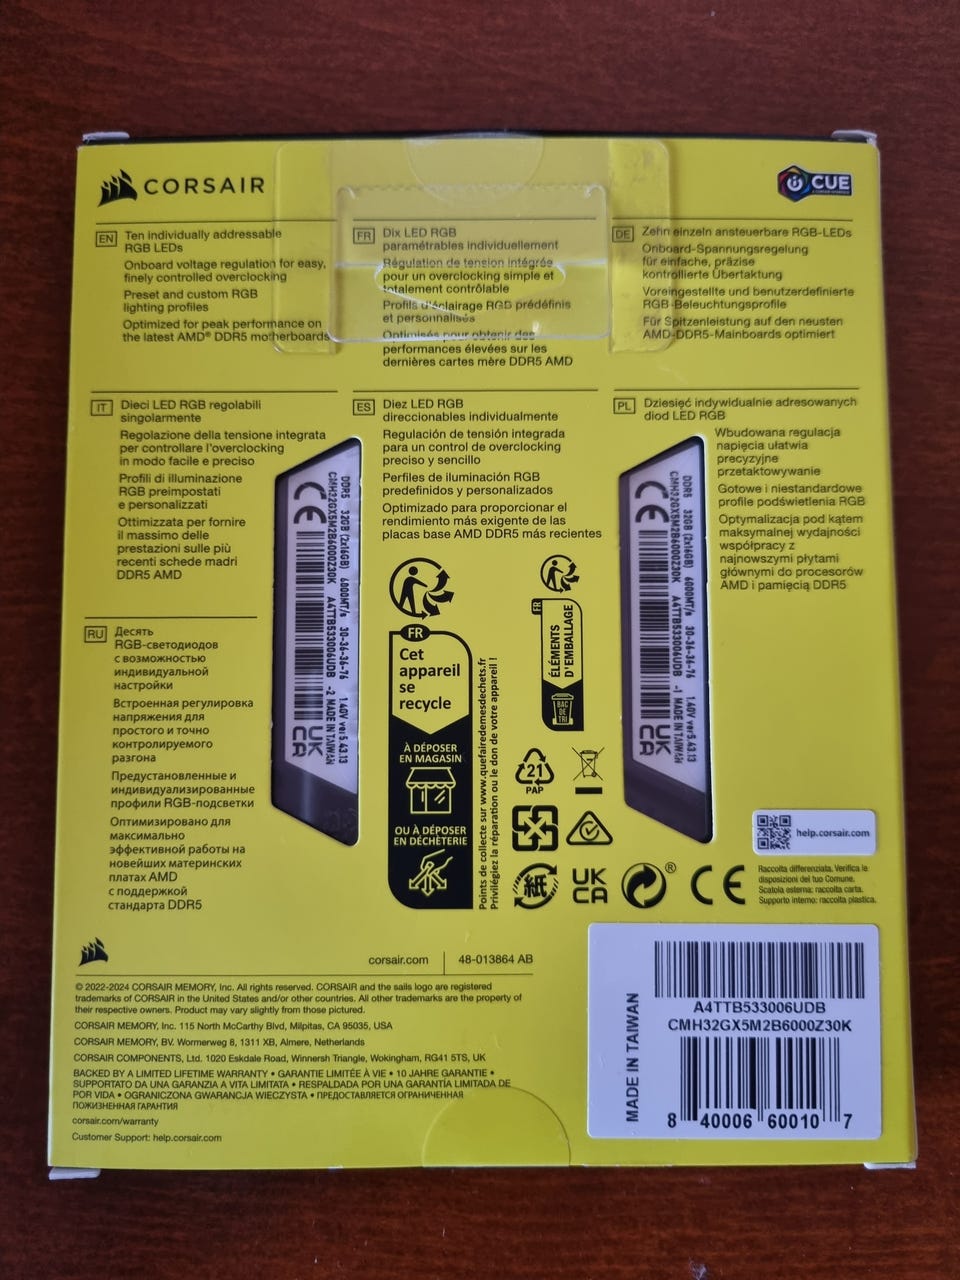 CORSAIR
iCUE
EN
Ten individually addressable
RGB LEDs
Onboard voltage regulation for easy,
finely controlled overclocking
Preset and custom RGB
lighting profiles
Optimized for peak performance on
the latest AMD® DDR5 motherboards
FR
Dix LED RGB
paramétrables individuellement
Régulation de tension intégrée
pour un overclocking simple et
totalement contrôlable
Profils d'éclairage RGB prédéfinis
et personnalisés
Optimisés pour obtenir des
performances élevées sur les
dernières cartes mère DDR5 AMD
DE
Zehn einzeln ansteuerbare RGB-LEDs
Onboard-Spannungsregelung
für einfache, präzise
kontrollierte Übertaktung
Voreingestellte und benutzerdefinierte
RGB-Beleuchtungsprofile
Für Spitzenleistung auf den neusten
AMD-DDR5-Mainboards optimiert
IT
Dieci LED RGB regolabili
singolarmente
Regolazione della tensione integrata
per controllare l'overclocking
in modo facile e preciso
Profili di illuminazione
RGB preimpostati
e personalizzati
Ottimizzata per fornire
il massimo delle
prestazioni sulle più
recenti schede madri
DDR5 AMD
ES
Diez LED RGB
direccionables individualmente
Regulación de tensión integrada
para un control de overclocking
preciso y sencillo
Perfiles de iluminación RGB
predefinidos y personalizados
Optimizado para proporcionar el
rendimiento más exigente de las
placas base AMD DDR5 más recientes
PL
Dziesięć indywidualnie adresowanych
diod LED RGB
Wbudowana regulacja
napięcia ułatwia
precyzyjne
przetaktowywanie
Gotowe i niestandardowe
profile podświetlenia RGB
Optymalizacja pod kątem
maksymalnej wydajności
współpracy z
najnowszymi płytami
głównymi do procesorów
AMD i pamięcią DDR5
RU
Десять
RGB-светодиодов
с возможностью
индивидуальной
настройки
Встроенная регулировка
напряжения для
простого и точно
контролируемого
разгона
Предустановленные и
индивидуализированные
профили RGB-подсветки
Оптимизировано для
максимально
эффективной работы на
новейших материнских
платах AMD
с поддержкой
стандарта DDR5
DDR5 32GB (2x16GB) 6000MT/s 30-36-36-76 1.40V ver5.43.13
CMH32GX5M2B6000Z30K A4TTB533006UDB -2 MADE IN TAIWAN
CE
UKCA
DDR5 32GB (2x16GB) 6000MT/s 30-36-36-76 1.40V ver5.43.13
CMH32GX5M2B6000Z30K A4TTB533006UDB -1 MADE IN TAIWAN
CE
UKCA
FR
Cet
appareil
se
recycle
À DÉPOSER
EN MAGASIN
OU À DÉPOSER
EN DÉCHÈTERIE
Points de collecte sur www.quefairedemesdechets.fr
Privilégiez la réparation ou le don de votre appareil !
FR
ÉLÉMENTS
D'EMBALLAGE
BAC
DE
TRI
21
PAP
紙
UK
CA
®
CE
help.corsair.com
Raccolta differenziata. Verifica le
disposizioni del tuo Comune.
Scatola esterna: raccolta carta.
Supporto interno: raccolta plastica.
corsair.com
48-013864 AB
© 2022-2024 CORSAIR MEMORY, Inc. All rights reserved. CORSAIR and the sails logo are registered
trademarks of CORSAIR in the United States and/or other countries. All other trademarks are the property of
their respective owners. Product may vary slightly from those pictured.
CORSAIR MEMORY, Inc. 115 North McCarthy Blvd, Milpitas, CA 95035, USA
CORSAIR MEMORY, BV. Wormerweg 8, 1311 XB, Almere, Netherlands
CORSAIR COMPONENTS, Ltd. 1020 Eskdale Road, Winnersh Triangle, Wokingham, RG41 5TS, UK
BACKED BY A LIMITED LIFETIME WARRANTY • GARANTIE LIMITÉE À VIE • 10 JAHRE GARANTIE •
SUPPORTATO DA UNA GARANZIA A VITA LIMITATA • RESPALDADA POR UNA GARANTÍA LIMITADA DE
POR VIDA • OGRANICZONA GWARANCJA WIECZYSTA • ПРЕДОСТАВЛЯЕТСЯ ОГРАНИЧЕННАЯ
ПОЖИЗНЕННАЯ ГАРАНТИЯ
corsair.com/warranty
Customer Support: help.corsair.com
MADE IN TAIWAN
A4TTB533006UDB
CMH32GX5M2B6000Z30K
8 40006 60010 7